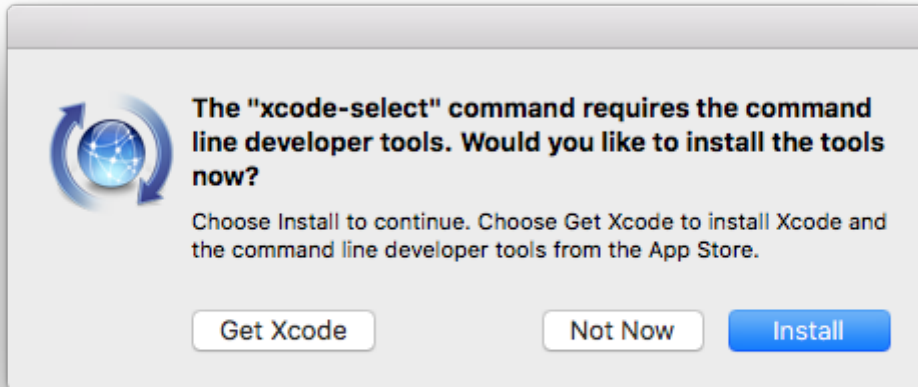 The "xcode-select" command requires the command
line developer tools. Would you like to install the tools
now?
Choose Install to continue. Choose Get Xcode to install Xcode and
the command line developer tools from the App Store.
Get Xcode Not Now Install